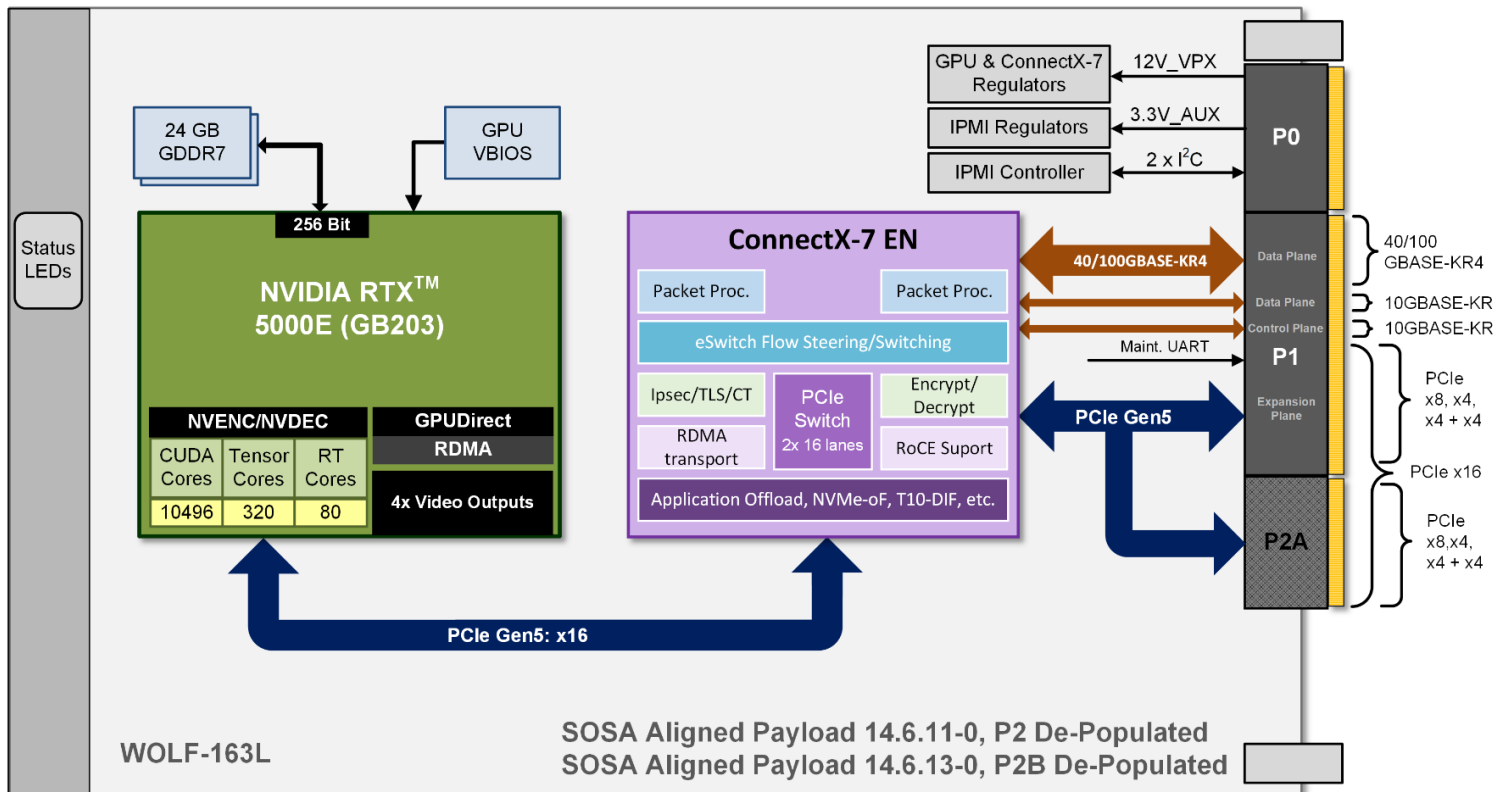 Status
LEDs
24 GB
GDDR7
GPU
VBIOS
256 Bit
NVIDIA RTX™
5000E (GB203)
NVENC/NVDEC
CUDA
Cores
Tensor
Cores
RT
Cores
10496
320
80
GPUDirect
RDMA
4x Video Outputs
PCIe Gen5: x16
ConnectX-7 EN
Packet Proc.
Packet Proc.
eSwitch Flow Steering/Switching
Ipsec/TLS/CT
PCIe
Switch
2x 16 lanes
Encrypt/
Decrypt
RDMA
transport
RoCE Suport
Application Offload, NVMe-oF, T10-DIF, etc.
GPU & ConnectX-7
Regulators
12V_VPX
IPMI Regulators
3.3V_AUX
IPMI Controller
2 x I²C
P0
40/100GBASE-KR4
Data Plane
40/100
GBASE-KR4
Data Plane
10GBASE-KR
Control Plane
10GBASE-KR
Maint. UART
P1
PCIe Gen5
Expansion
Plane
PCIe
x8, x4,
x4 + x4
PCIe x16
P2A
PCIe
x8,x4,
x4 + x4
WOLF-163L
SOSA Aligned Payload 14.6.11-0, P2 De-Populated
SOSA Aligned Payload 14.6.13-0, P2B De-Populated